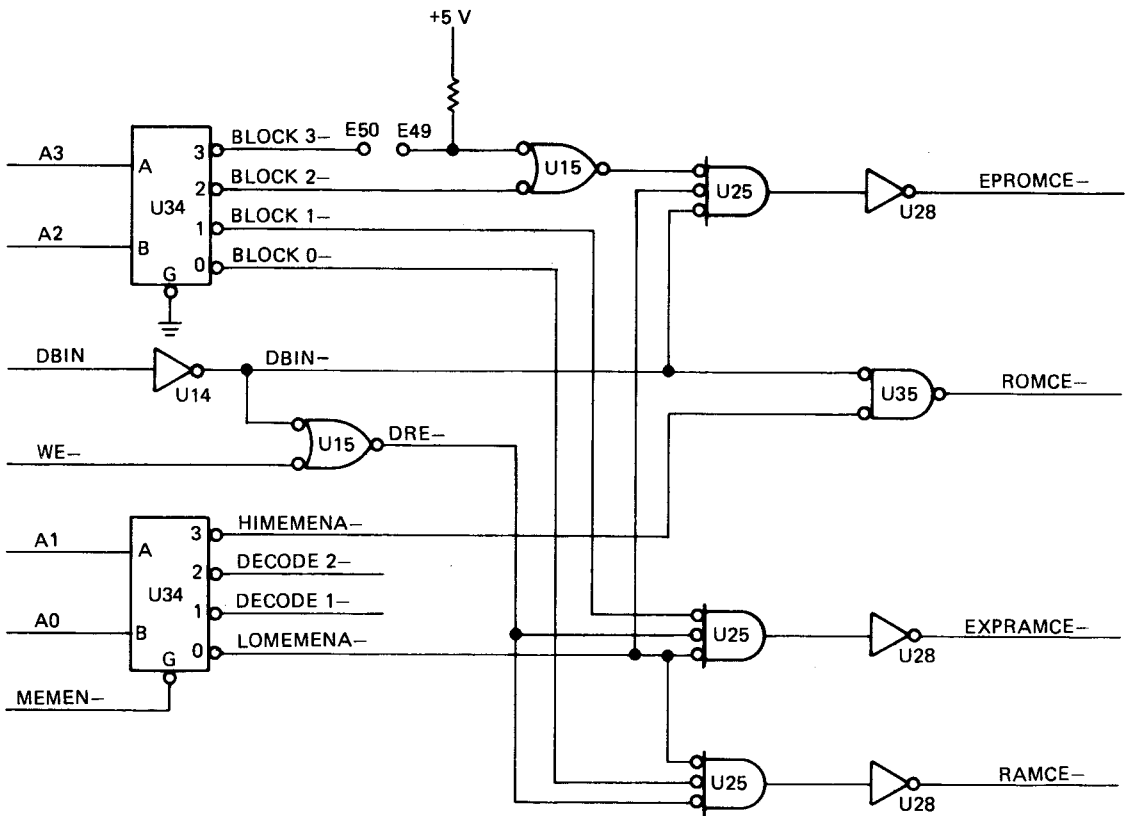 +5 V
BLOCK 3– E50 E49
A3 A 3
U15
BLOCK 2–
2 U25 EPROMCE–
U34 U28
BLOCK 1–
A2 1
B BLOCK 0–
G 0
DBIN DBIN–
U14 U35 ROMCE–
U15 DRE–
WE–
HIMEMENA–
A1 3
A DECODE 2–
2
U34 DECODE 1–
A0 1 U25 EXPRAMCE–
B LOMEMENA– U28
G 0
MEMEN–
U25 RAMCE–
U28